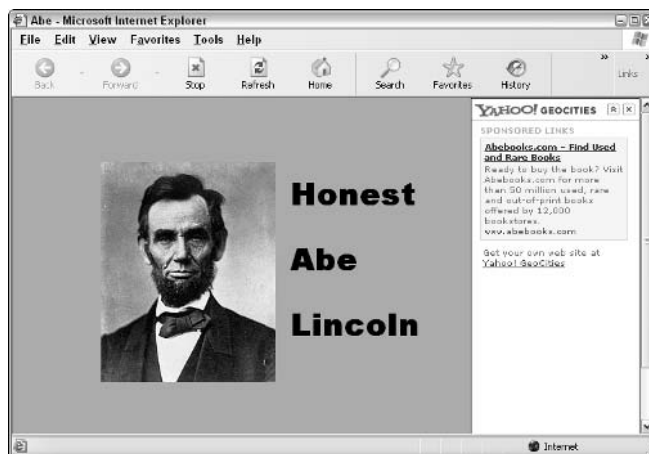 Abe - Microsoft Internet Explorer
File Edit View Favorites Tools Help
Back Forward Stop Refresh Home Search Favorites History Links
YAHOO! GEOCITIES
SPONSORED LINKS
Abebooks.com – Find Used
and Rare Books
Ready to buy the book? Visit
Abebooks.com for more
than 50 million used, rare
and out-of-print books
offered by 12,000
bookstores.
www.abebooks.com
Get your own web site at
Yahoo! GeoCities
Honest
Abe
Lincoln
Internet